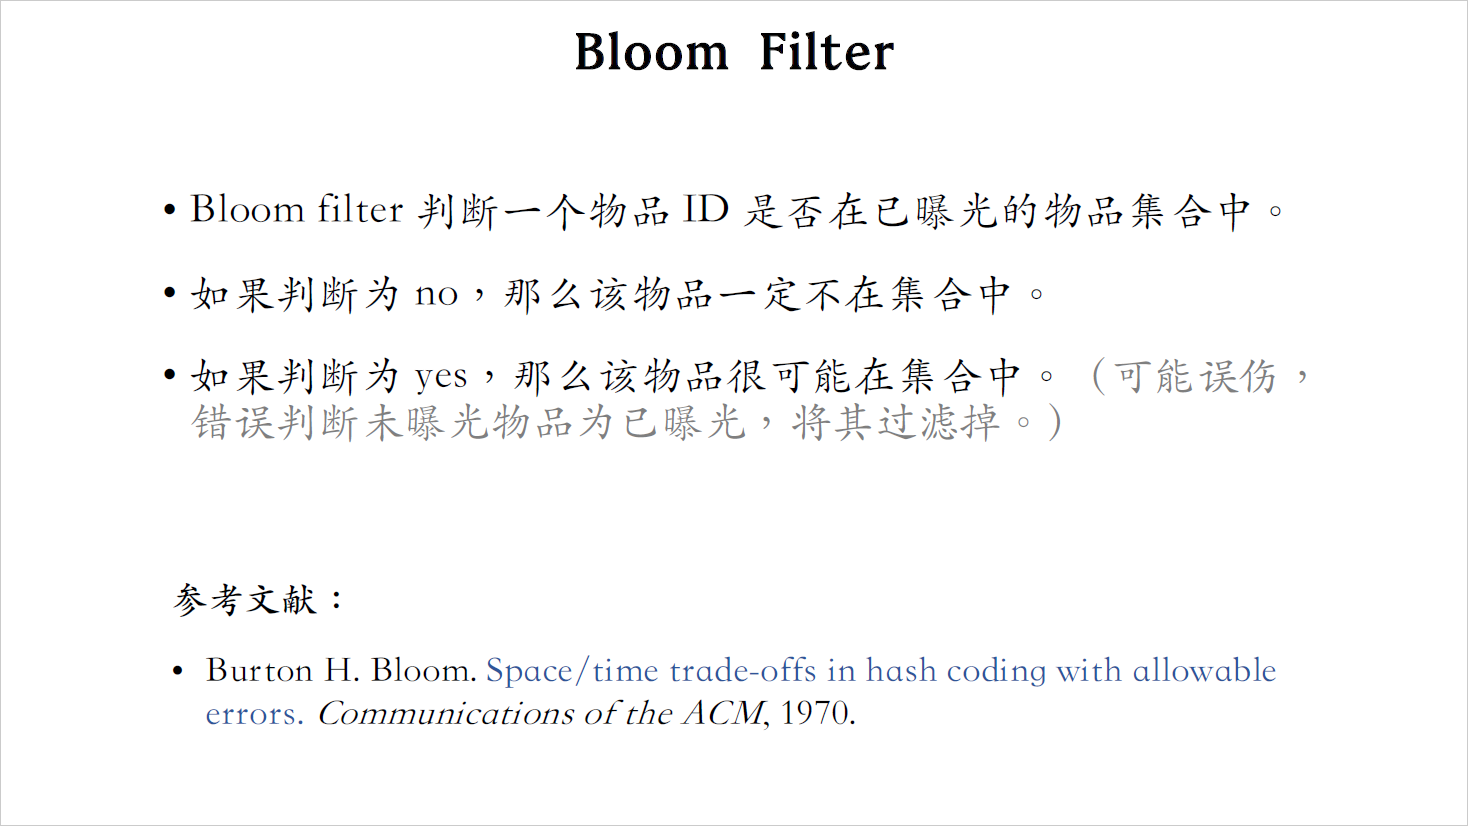 Bloom Filter
• Bloom filter 判断一个物品 ID 是否在已曝光的物品集合中。
• 如果判断为 no，那么该物品一定不在集合中。
• 如果判断为 yes，那么该物品很可能在集合中。（可能误伤，
错误判断未曝光物品为已曝光，将其过滤掉。）
参考文献：
• Burton H. Bloom. Space/time trade-offs in hash coding with allowable
errors. Communications of the ACM, 1970.